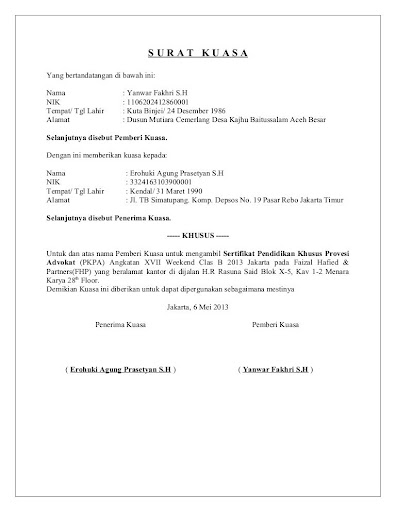 S U R A T  K U A S A
Yang bertandatangan di bawah ini:
Nama : Yanwar Fakhri S.H
NIK : 1106202412860001
Tempat/ Tgl Lahir : Kuta Binjei/ 24 Desember 1986
Alamat : Dusun Mutiara Cemerlang Desa Kajhu Baitussalam Aceh Besar
Selanjutnya disebut Pemberi Kuasa.
Dengan ini memberikan kuasa kepada:
Nama : Erohuki Agung Prasetyan S.H
NIK : 3324163103900001
Tempat/ Tgl Lahir : Kendal/ 31 Maret 1990
Alamat : Jl. TB Simatupang. Komp. Depsos No. 19 Pasar Rebo Jakarta Timur
Selanjutnya disebut Penerima Kuasa.
----- KHUSUS -----
Untuk dan atas nama Pemberi Kuasa untuk mengambil Sertifikat Pendidikan Khusus Provesi
Advokat (PKPA) Angkatan XVII Weekend Clas B 2013 Jakarta pada Faizal Hafied &
Partners(FHP) yang beralamat kantor di dijalan H.R Rasuna Said Blok X-5, Kav 1-2 Menara
Karya 28th Floor.
Demikian Kuasa ini diberikan untuk dapat dipergunakan sebagaimana mestinya
Jakarta, 6 Mei 2013
Penerima Kuasa Pemberi Kuasa
( Erohuki Agung Prasetyan S.H ) ( Yanwar Fakhri S.H )